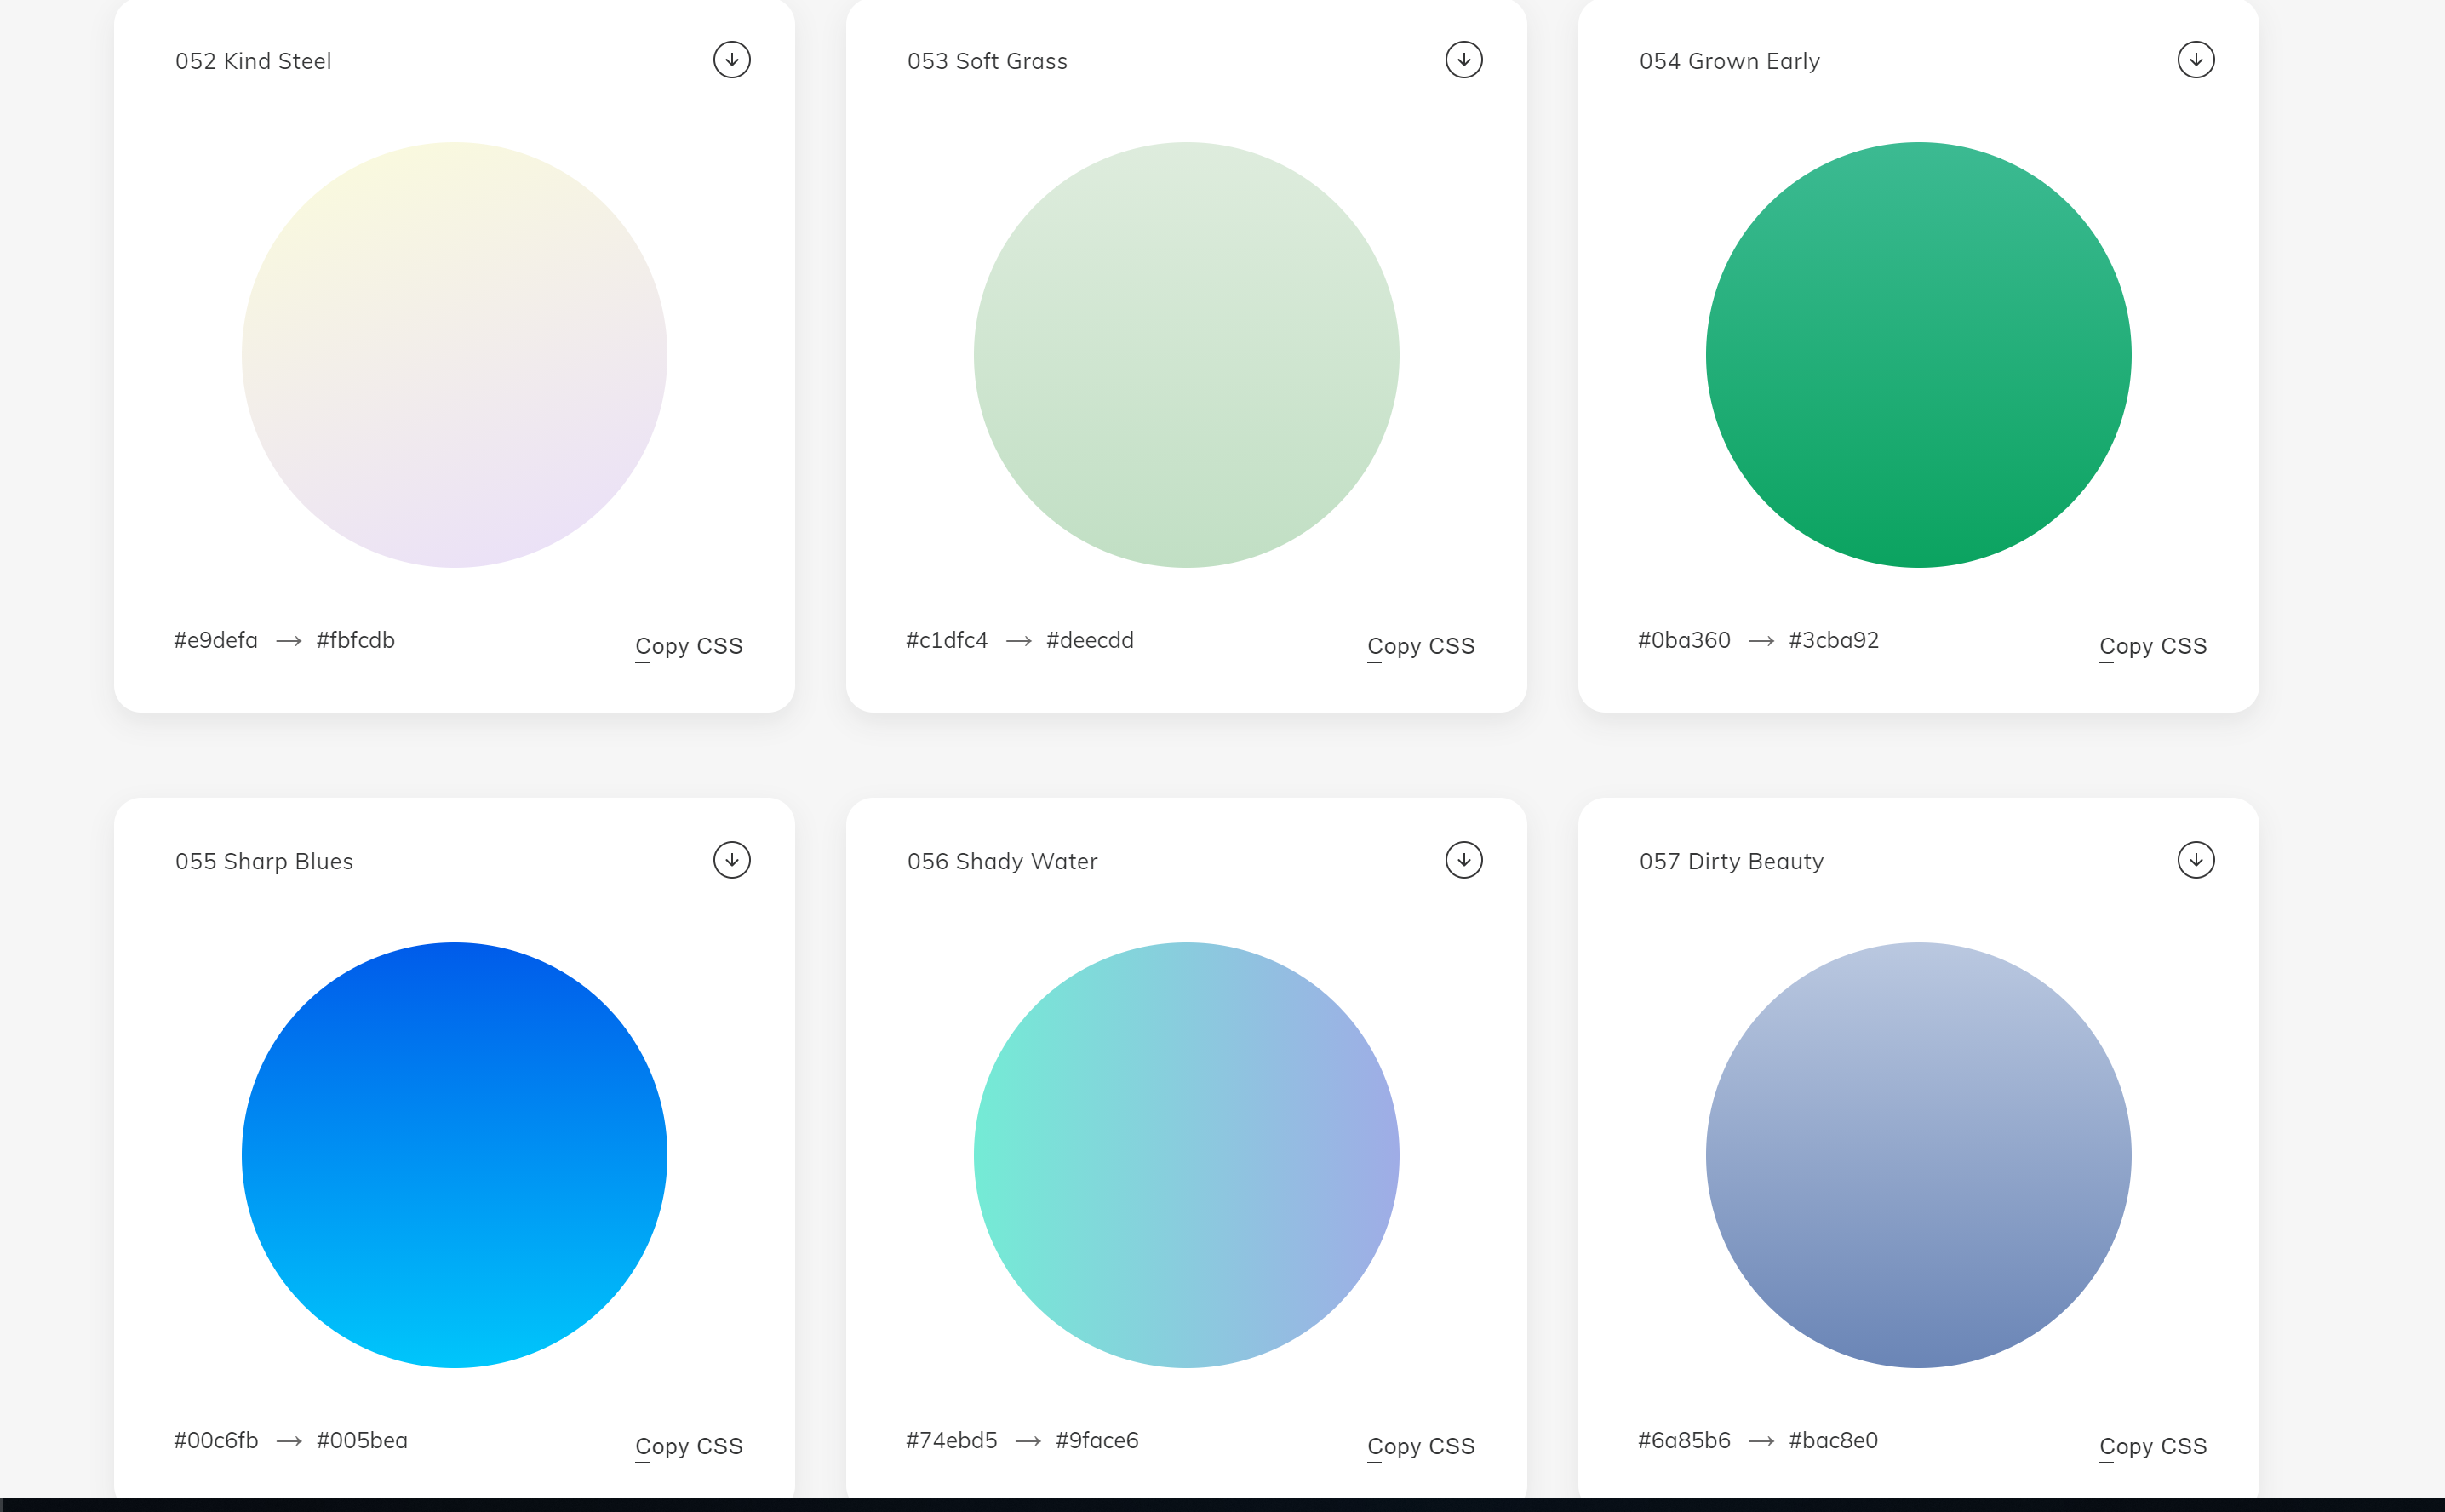 052 Kind Steel
053 Soft Grass
054 Grown Early
#e9defa → #fbfcdb
Copy CSS
#c1dfc4 → #deecdd
Copy CSS
#0ba360 → #3cba92
Copy CSS
055 Sharp Blues
056 Shady Water
057 Dirty Beauty
#00c6fb → #005bea
Copy CSS
#74ebd5 → #9face6
Copy CSS
#6a85b6 → #bac8e0
Copy CSS